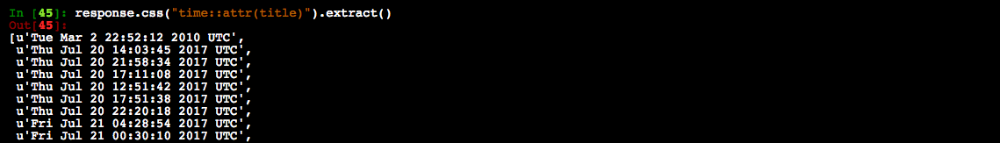 In [45]: response.css("time::attr(title)").extract()
Out[45]:
[u'Tue Mar 2 22:52:12 2010 UTC',
 u'Thu Jul 20 14:03:45 2017 UTC',
 u'Thu Jul 20 21:58:34 2017 UTC',
 u'Thu Jul 20 17:11:08 2017 UTC',
 u'Thu Jul 20 12:51:42 2017 UTC',
 u'Thu Jul 20 17:51:38 2017 UTC',
 u'Thu Jul 20 22:20:18 2017 UTC',
 u'Fri Jul 21 04:28:54 2017 UTC',
 u'Fri Jul 21 00:30:10 2017 UTC',